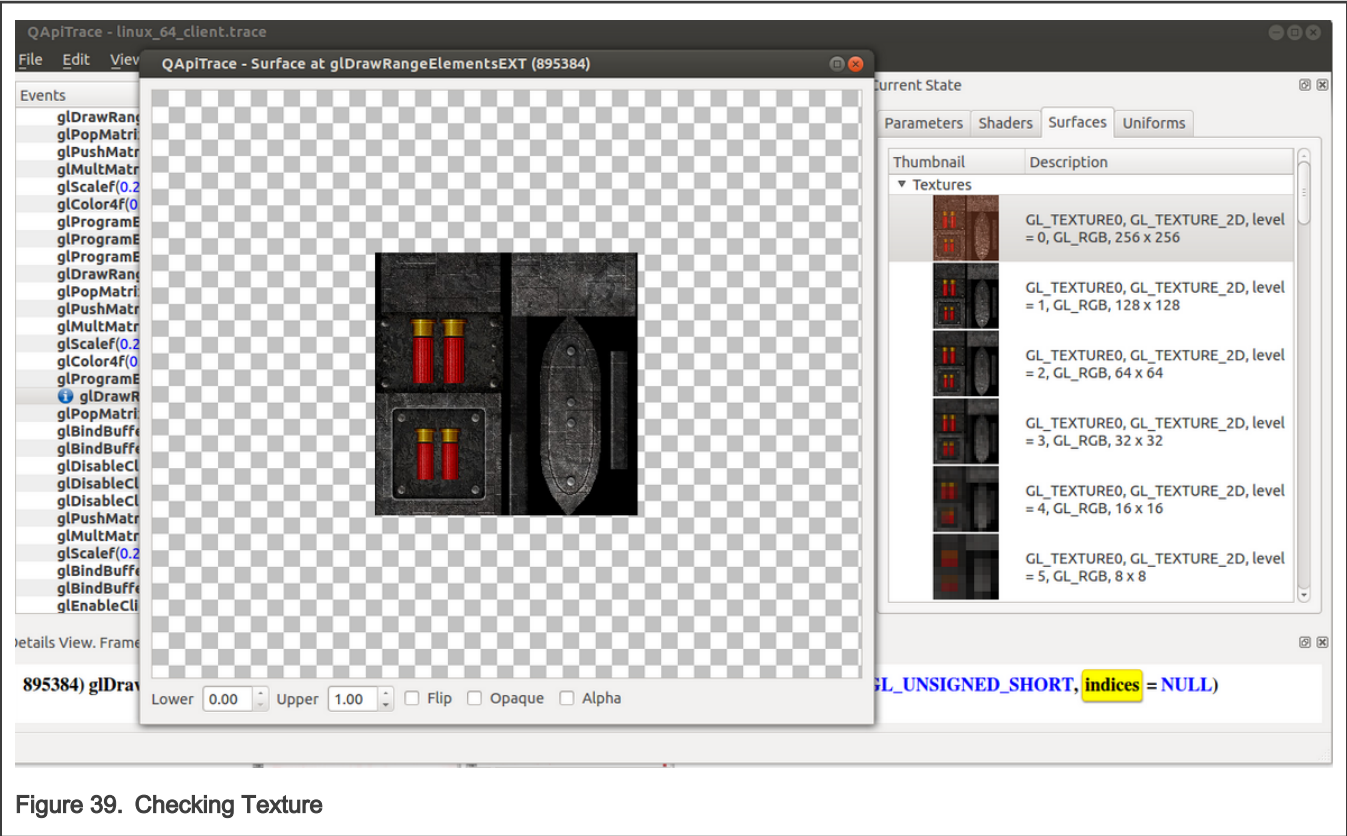 QApiTrace - linux_64_client.trace
File Edit View
QApiTrace - Surface at glDrawRangeElementsEXT (895384)
Events
glDrawRang
glPopMatri
glPushMatr
glMultMatr
glScalef(0.2
glColor4f(0
glProgramE
glProgramE
glProgramE
glDrawRang
glPopMatri
glPushMatr
glMultMatr
glScalef(0.2
glColor4f(0
glProgramE
glDrawR
glPopMatri
glBindBuffe
glBindBuffe
glDisableCl
glDisableCl
glDisableCl
glPushMatr
glMultMatr
glScalef(0.2
glBindBuffe
glBindBuffe
glEnableCli
Lower 0.00 Upper 1.00 Flip Opaque Alpha
Current State
Parameters Shaders Surfaces Uniforms
Thumbnail Description
Textures
GL_TEXTURE0, GL_TEXTURE_2D, level
= 0, GL_RGB, 256 x 256
GL_TEXTURE0, GL_TEXTURE_2D, level
= 1, GL_RGB, 128 x 128
GL_TEXTURE0, GL_TEXTURE_2D, level
= 2, GL_RGB, 64 x 64
GL_TEXTURE0, GL_TEXTURE_2D, level
= 3, GL_RGB, 32 x 32
GL_TEXTURE0, GL_TEXTURE_2D, level
= 4, GL_RGB, 16 x 16
GL_TEXTURE0, GL_TEXTURE_2D, level
= 5, GL_RGB, 8 x 8
Details View. Frame
895384) glDraw GL_UNSIGNED_SHORT, indices = NULL)
Figure 39. Checking Texture